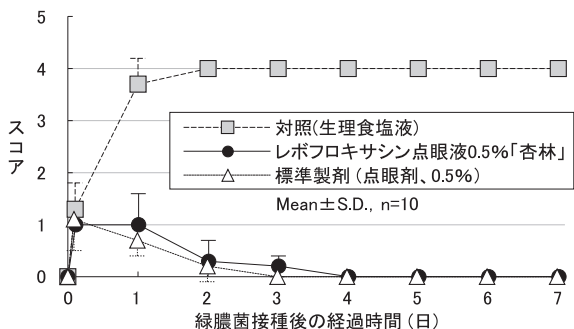 5
4
3
2
1
0
スコア
対照(生理食塩液)
レボフロキサシン点眼液0.5%「杏林」
標準製剤(点眼剤、0.5%)
Mean±S.D., n=10
0 1 2 3 4 5 6 7
緑膿菌接種後の経過時間(日)